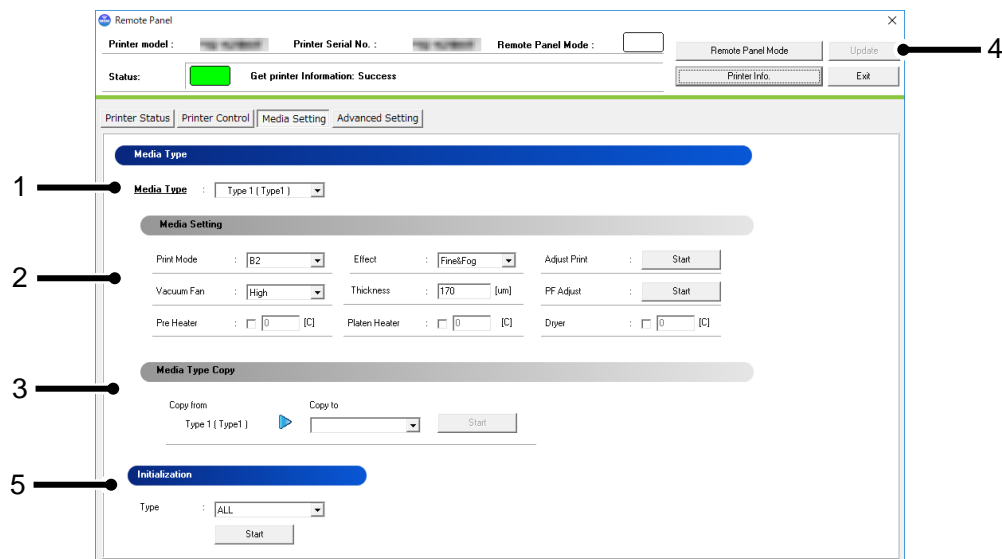 Remote Panel
Printer model : Printer Serial No. : Remote Panel Mode :
Remote Panel Mode Update
4
Status: Get printer Information: Success
Printer Info. Exit
Printer Status Printer Control Media Setting Advanced Setting
Media Type
1
Media Type : Type 1 ( Type1 )
Media Setting
2
Print Mode : B2 Effect : Fine&Fog Adjust Print : Start
Vacuum Fan : High Thickness : 170 [um] PF Adjust : Start
Pre Heater : 0 [C] Platen Heater : 0 [C] Dryer : 0 [C]
Media Type Copy
3
Copy from Copy to
Type 1 ( Type1 ) Start
Initialization
5
Type : ALL
Start